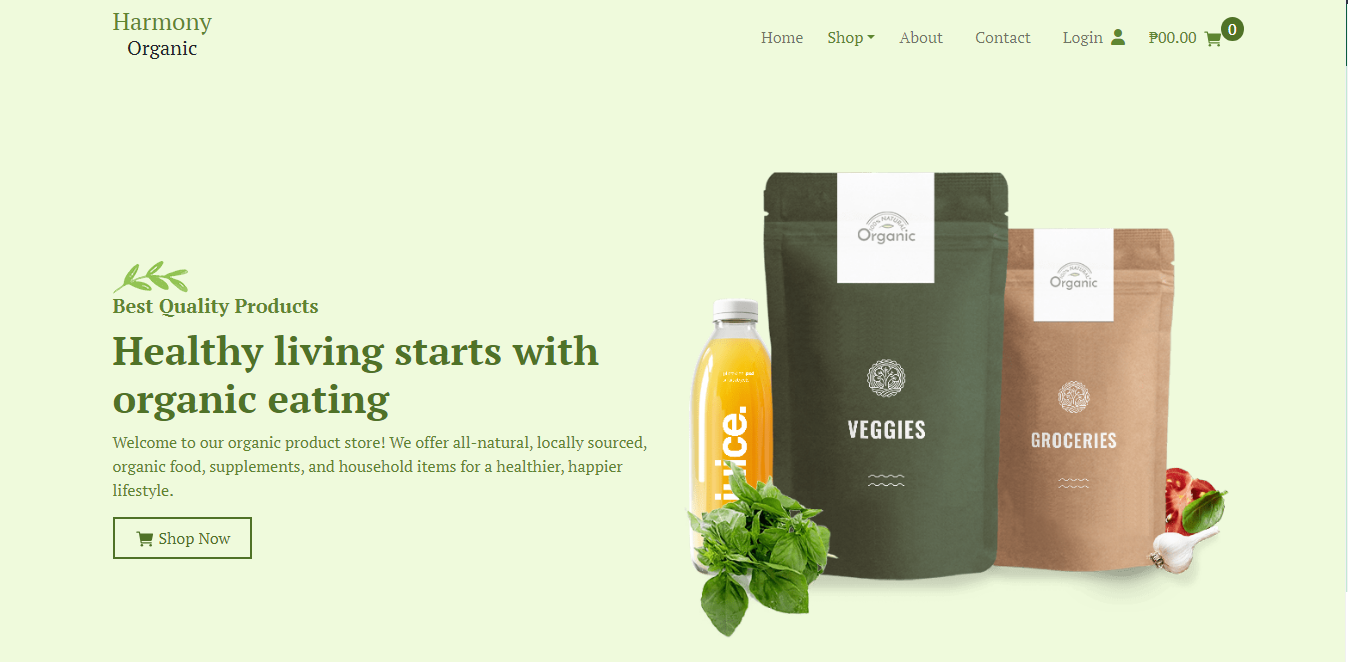 Harmony
Organic
Home
Shop
About
Contact
Login
₱00.00
0
Best Quality Products
Healthy living starts with
organic eating
Welcome to our organic product store! We offer all-natural, locally sourced,
organic food, supplements, and household items for a healthier, happier
lifestyle.
Shop Now
100% NATURAL
Organic
VEGGIES
100% NATURAL
Organic
GROCERIES
juice.